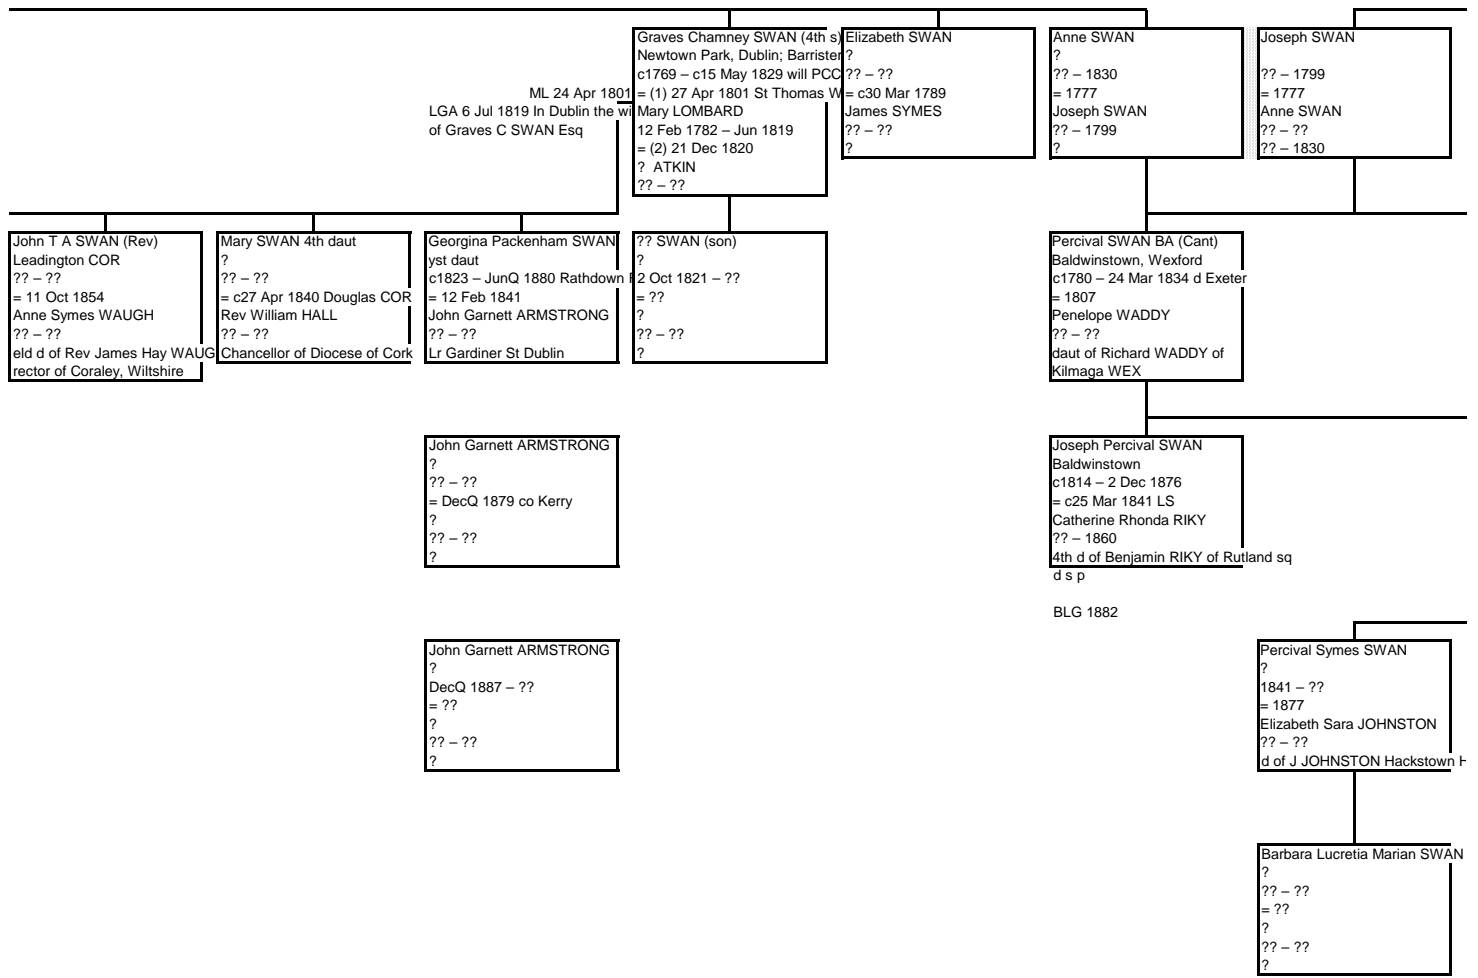 Graves Chamney SWAN (4th s)
Newtown Park, Dublin; Barrister
c1769 – c15 May 1829 will PCC
= (1) 27 Apr 1801 St Thomas W
Mary LOMBARD
12 Feb 1782 – Jun 1819
= (2) 21 Dec 1820
? ATKIN
?? – ??
ML 24 Apr 1801
LGA 6 Jul 1819 In Dublin the wi
of Graves C SWAN Esq
Elizabeth SWAN
?
?? – ??
= c30 Mar 1789
James SYMES
?? – ??
?
Anne SWAN
?
?? – 1830
= 1777
Joseph SWAN
?? – 1799
?
Joseph SWAN
?? – 1799
= 1777
Anne SWAN
?? – ??
?? – 1830
John T A SWAN (Rev)
Leadington COR
?? – ??
= 11 Oct 1854
Anne Symes WAUGH
?? – ??
eld d of Rev James Hay WAUG
rector of Coraley, Wiltshire
Mary SWAN 4th daut
?
?? – ??
= c27 Apr 1840 Douglas COR
Rev William HALL
?? – ??
Chancellor of Diocese of Cork
Georgina Packenham SWAN
yst daut
c1823 – JunQ 1880 Rathdown
= 12 Feb 1841
John Garnett ARMSTRONG
?? – ??
Lr Gardiner St Dublin
?? SWAN (son)
?
2 Oct 1821 – ??
= ??
?
?? – ??
?
Percival SWAN BA (Cant)
Baldwinstown, Wexford
c1780 – 24 Mar 1834 d Exeter
= 1807
Penelope WADDY
?? – ??
daut of Richard WADDY of
Kilmaga WEX
John Garnett ARMSTRONG
?
?? – ??
= DecQ 1879 co Kerry
?
?? – ??
?
Joseph Percival SWAN
Baldwinstown
c1814 – 2 Dec 1876
= c25 Mar 1841 LS
Catherine Rhonda RIKY
?? – 1860
4th d of Benjamin RIKY of Rutland sq
d s p
BLG 1882
John Garnett ARMSTRONG
?
DecQ 1887 – ??
= ??
?
?? – ??
?
Percival Symes SWAN
?
1841 – ??
= 1877
Elizabeth Sara JOHNSTON
?? – ??
d of J JOHNSTON Hackstown H
Barbara Lucretia Marian SWAN
?
?? – ??
= ??
?
?? – ??
?